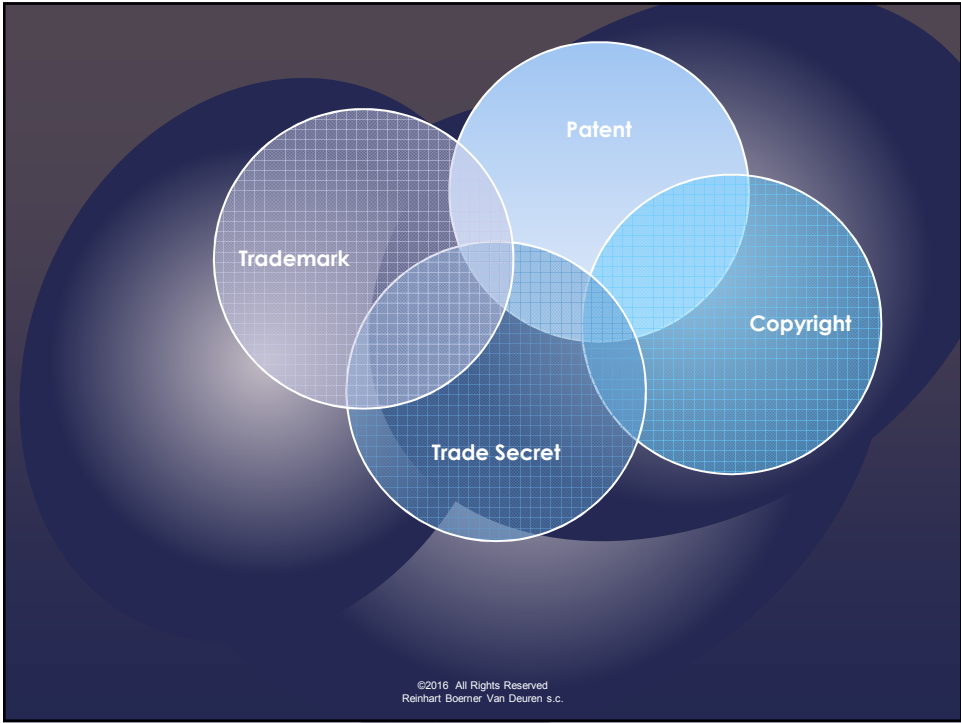 Patent
Trademark
Copyright
Trade Secret
©2016 All Rights Reserved
Reinhart Boerner Van Deuren s.c.